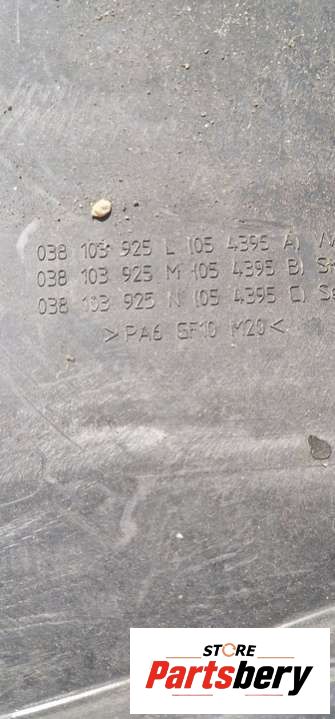 038 103 925 L (05 4395 A)
038 103 925 M (05 4395 B)
038 103 925 N (05 4395 C)
>PA6 GF10 M20<
STORE
Partsbery